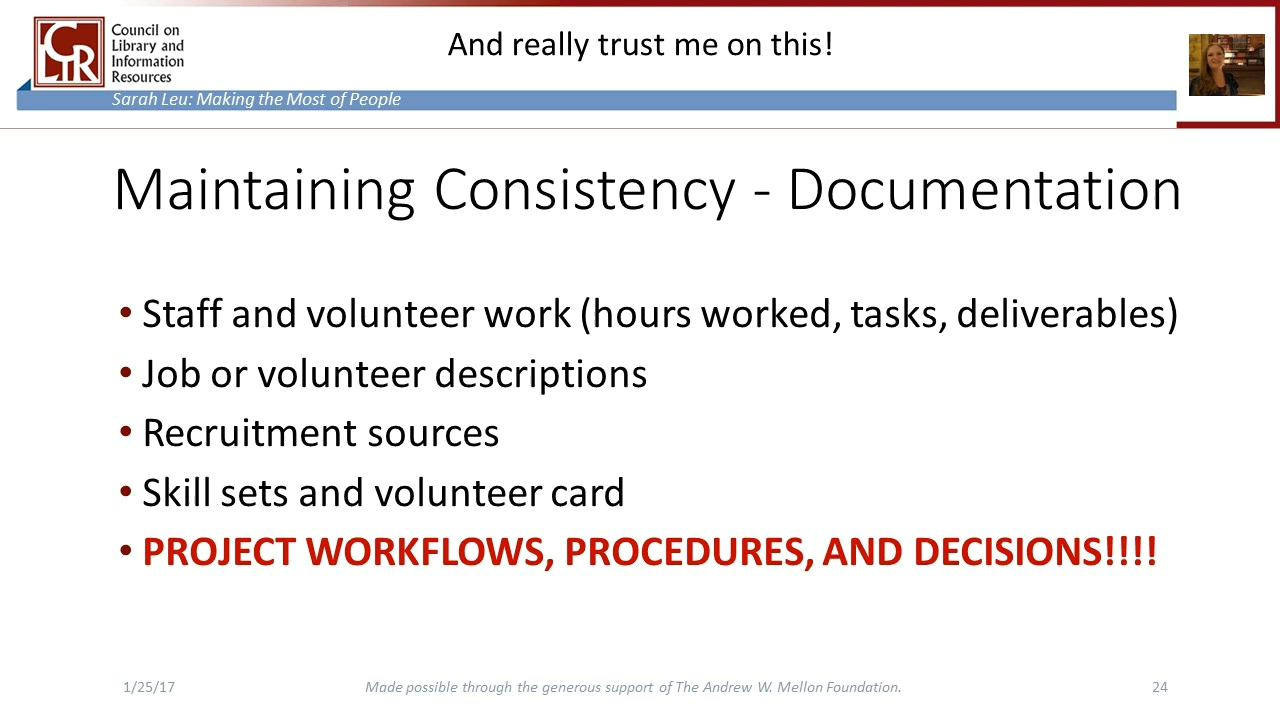 CLIR
Council on
Library and
Information
Resources
And really trust me on this!
Sarah Leu: Making the Most of People
Maintaining Consistency - Documentation
• Staff and volunteer work (hours worked, tasks, deliverables)
• Job or volunteer descriptions
• Recruitment sources
• Skill sets and volunteer card
• PROJECT WORKFLOWS, PROCEDURES, AND DECISIONS!!!!
1/25/17
Made possible through the generous support of The Andrew W. Mellon Foundation.
24